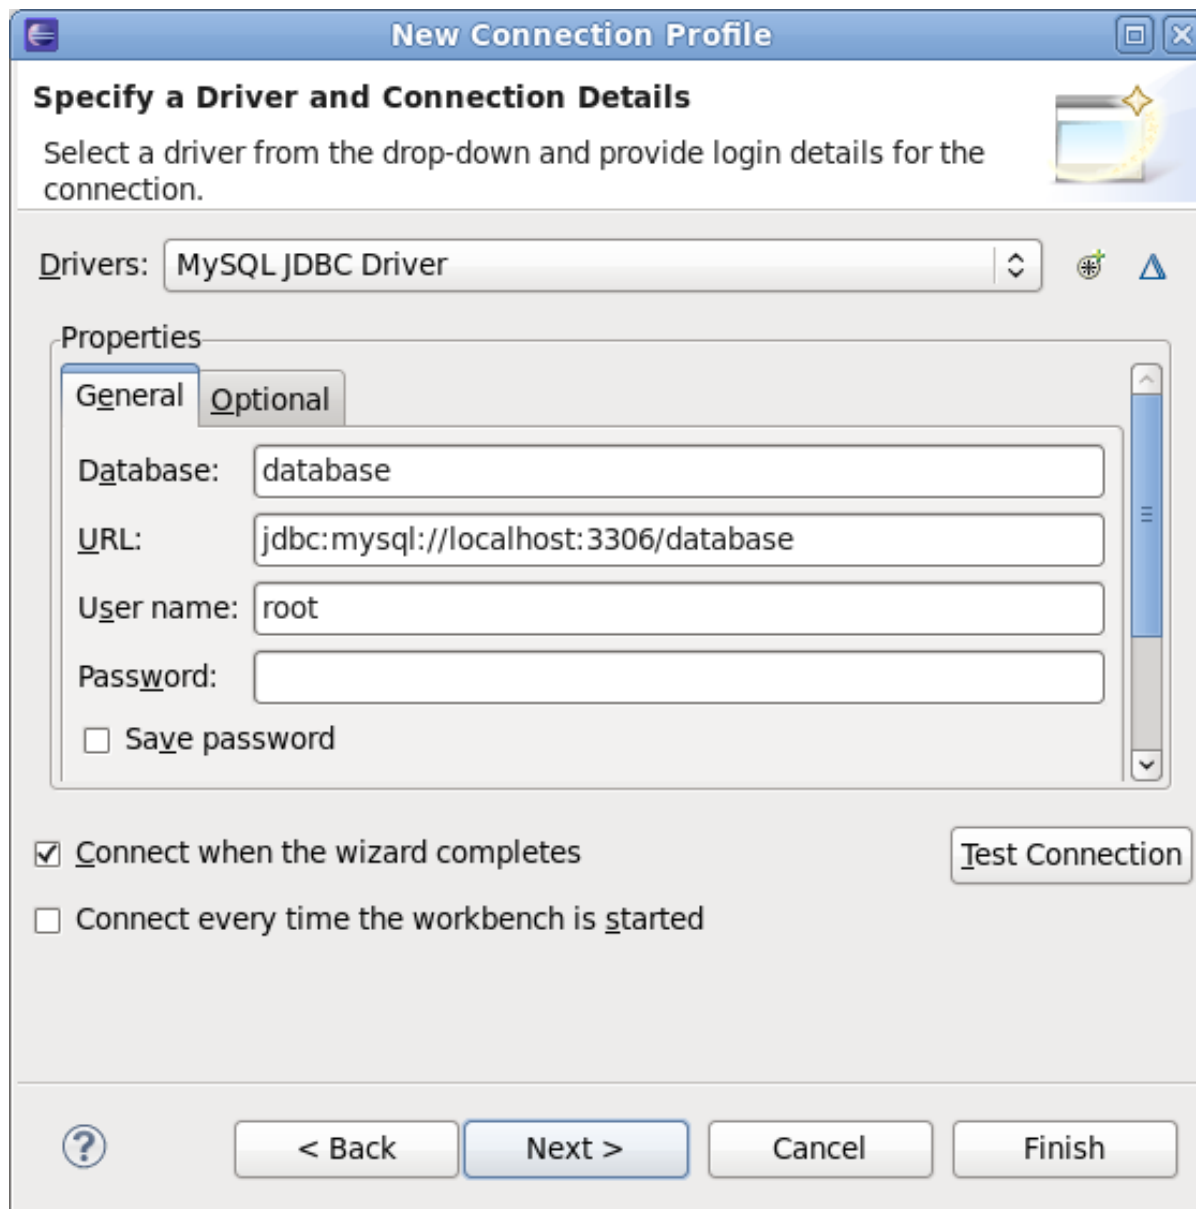 New Connection Profile
Specify a Driver and Connection Details
Select a driver from the drop-down and provide login details for the
connection.
Drivers: MySQL JDBC Driver
Properties
General Optional
Database: database
URL: jdbc:mysql://localhost:3306/database
User name: root
Password:
Save password
Connect when the wizard completes Test Connection
Connect every time the workbench is started
? < Back Next > Cancel Finish